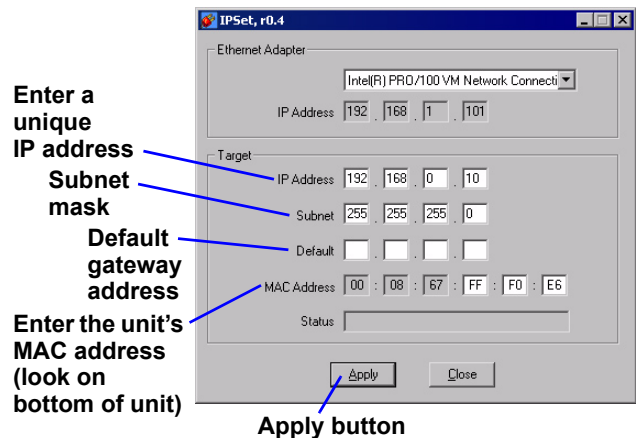 IPSet, r0.4
Ethernet Adapter
Intel(R) PRO/100 VM Network Connecti
IP Address 192 . 168 . 1 . 101
Enter a
unique
IP address
Target
IP Address 192 . 168 . 0 . 10
Subnet
mask
Subnet 255 . 255 . 255 . 0
Default
gateway
address
Default . . .
Enter the unit's
MAC address
(look on
bottom of unit)
MAC Address 00 : 08 : 67 : FF : F0 : E6
Status
Apply Close
Apply button